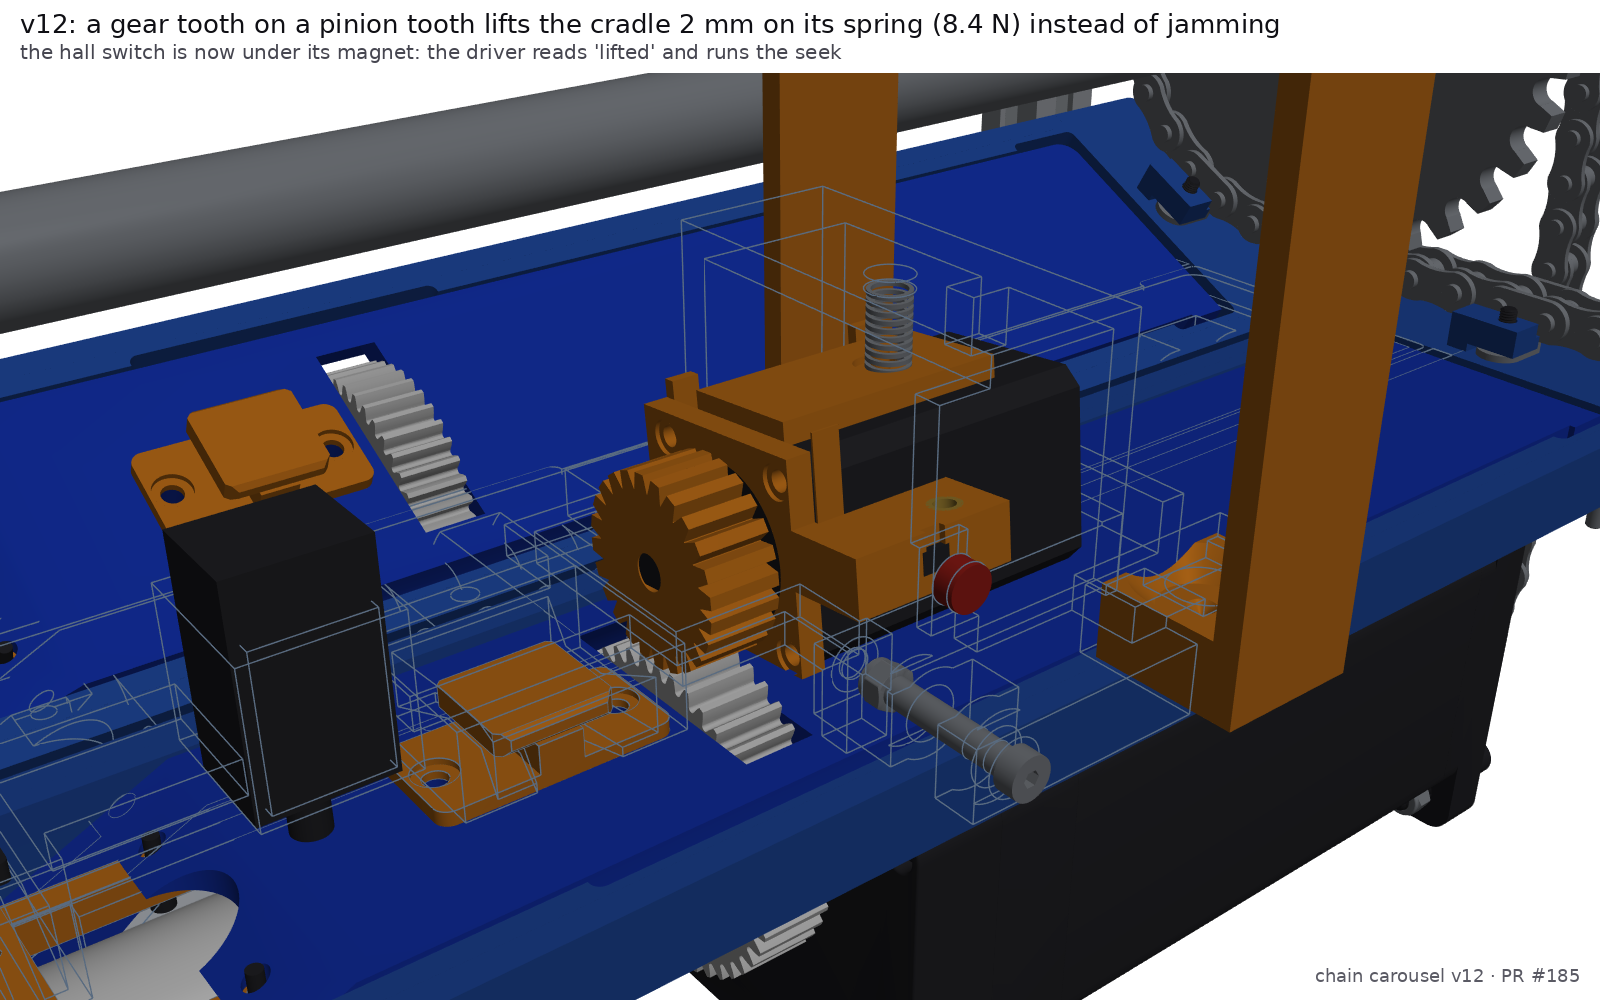 v12: a gear tooth on a pinion tooth lifts the cradle 2 mm on its spring (8.4 N) instead of jamming
the hall switch is now under its magnet: the driver reads 'lifted' and runs the seek
chain carousel v12 · PR #185